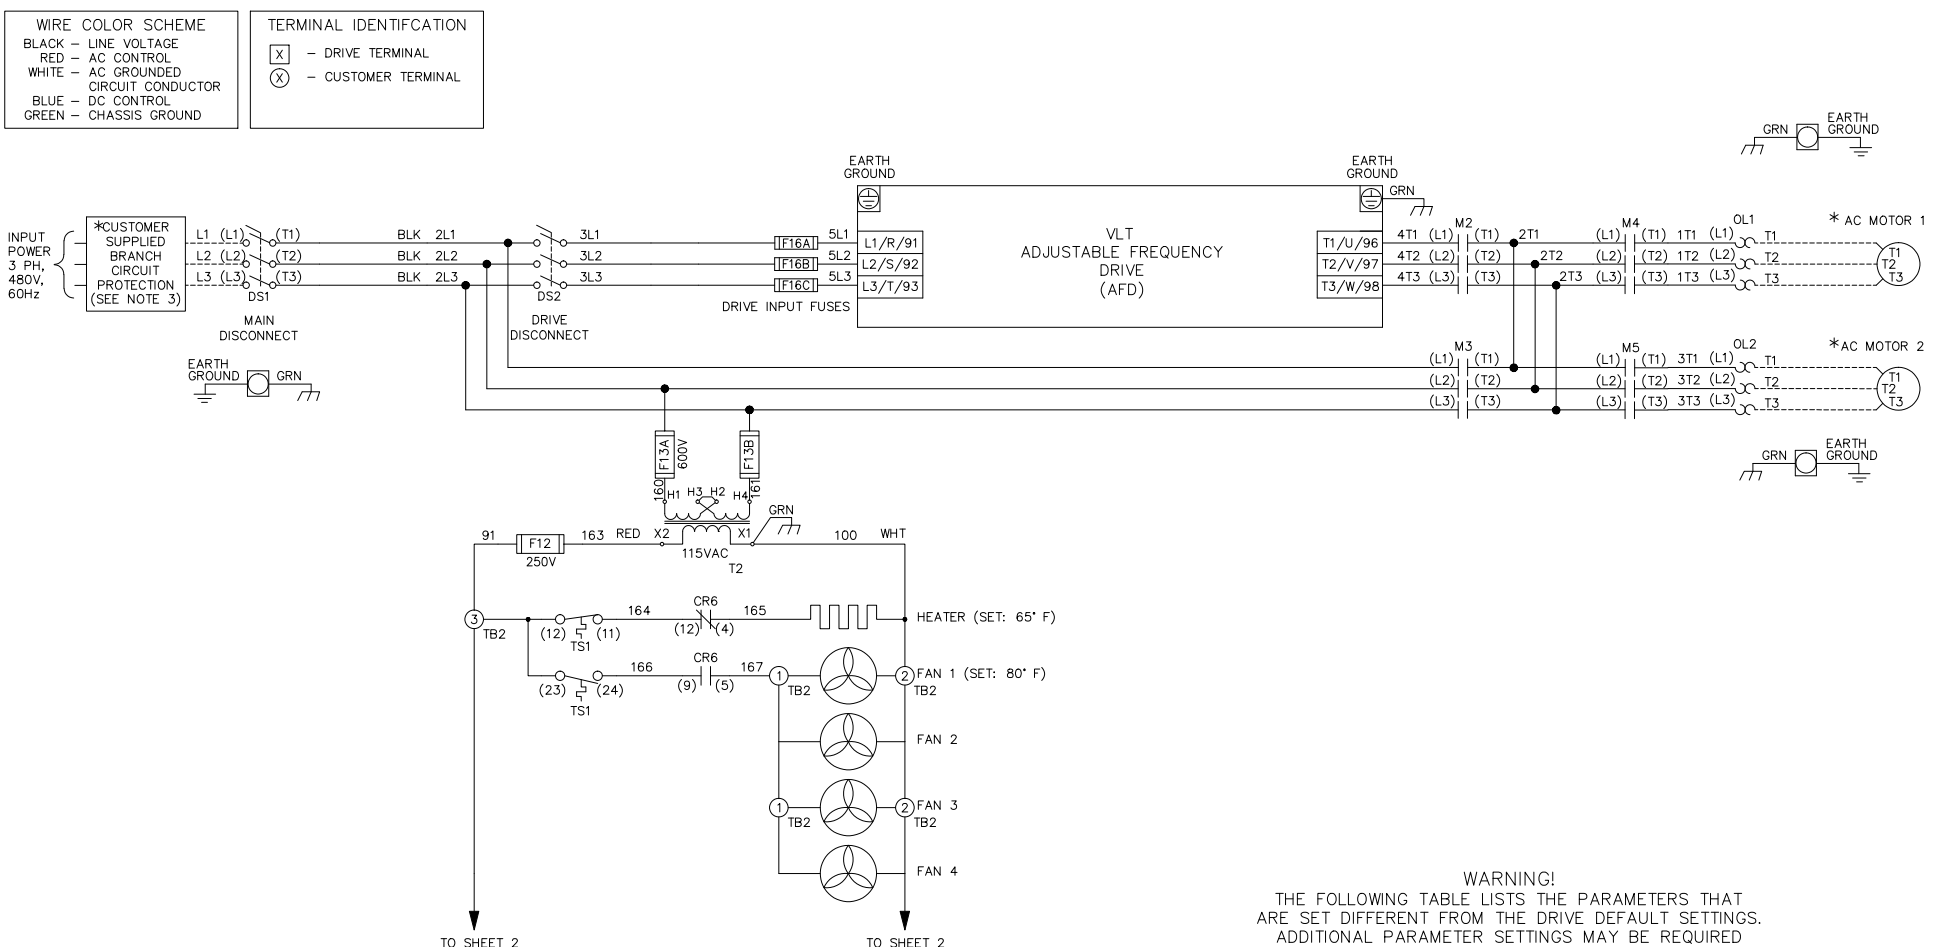 WIRE COLOR SCHEME
BLACK – LINE VOLTAGE
RED – AC CONTROL
WHITE – AC GROUNDED
CIRCUIT CONDUCTOR
BLUE – DC CONTROL
GREEN – CHASSIS GROUND
TERMINAL IDENTIFCATION
X – DRIVE TERMINAL
X – CUSTOMER TERMINAL
GRN
EARTH
GROUND
INPUT
POWER
3 PH,
480V,
60Hz
*CUSTOMER
SUPPLIED
BRANCH
CIRCUIT
PROTECTION
(SEE NOTE 3)
L1 (L1) (T1) BLK 2L1 3L1 F16A 5L1
L2 (L2) (T2) BLK 2L2 3L2 F16B 5L2
L3 (L3) (T3) BLK 2L3 3L3 F16C 5L3
DS1
MAIN
DISCONNECT
DS2
DRIVE
DISCONNECT
DRIVE INPUT FUSES
EARTH
GROUND
L1/R/91
L2/S/92
L3/T/93
VLT
ADJUSTABLE FREQUENCY
DRIVE
(AFD)
EARTH
GROUND
GRN
T1/U/96
T2/V/97
T3/W/98
M2 M4 OL1
4T1 (L1) (T1) 2T1 (L1) (T1) 1T1 (L1) T1
4T2 (L2) (T2) 2T2 (L2) (T2) 1T2 (L2) T2
4T3 (L3) (T3) 2T3 (L3) (T3) 1T3 (L3) T3
* AC MOTOR 1
T1
T2
T3
EARTH
GROUND GRN
M3 M5 OL2
(L1) (T1) (L1) (T1) 3T1 (L1) T1
(L2) (T2) (L2) (T2) 3T2 (L2) T2
(L3) (T3) (L3) (T3) 3T3 (L3) T3
*AC MOTOR 2
T1
T2
T3
GRN
EARTH
GROUND
F13A
600V
F13B
160
161
H1 H3 H2 H4
GRN
91 F12 163 RED X2 X1 100 WHT
250V
115VAC
T2
3
TB2
164 CR6 165
(12) (11) (12) (4)
TS1
HEATER (SET: 65° F)
166 CR6 167
(23) (24) (9) (5)
TS1
1
TB2
2
TB2
FAN 1 (SET: 80° F)
FAN 2
1
TB2
2
TB2
FAN 3
FAN 4
TO SHEET 2
TO SHEET 2
WARNING!
THE FOLLOWING TABLE LISTS THE PARAMETERS THAT
ARE SET DIFFERENT FROM THE DRIVE DEFAULT SETTINGS.
ADDITIONAL PARAMETER SETTINGS MAY BE REQUIRED